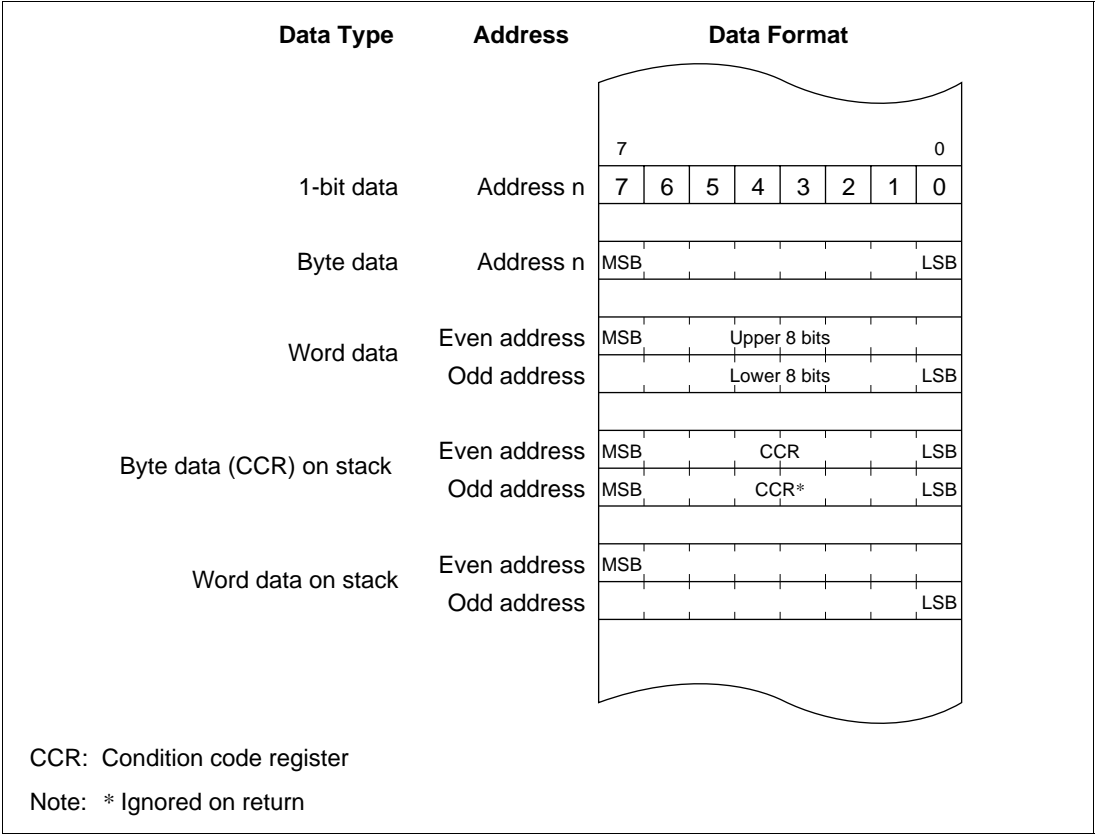 Data Type Address Data Format
7 0
1-bit data Address n 7 6 5 4 3 2 1 0
Byte data Address n MSB LSB
Word data
Even address MSB Upper 8 bits
Odd address Lower 8 bits LSB
Byte data (CCR) on stack
Even address MSB CCR LSB
Odd address MSB CCR* LSB
Word data on stack
Even address MSB
Odd address LSB
CCR: Condition code register
Note: * Ignored on return